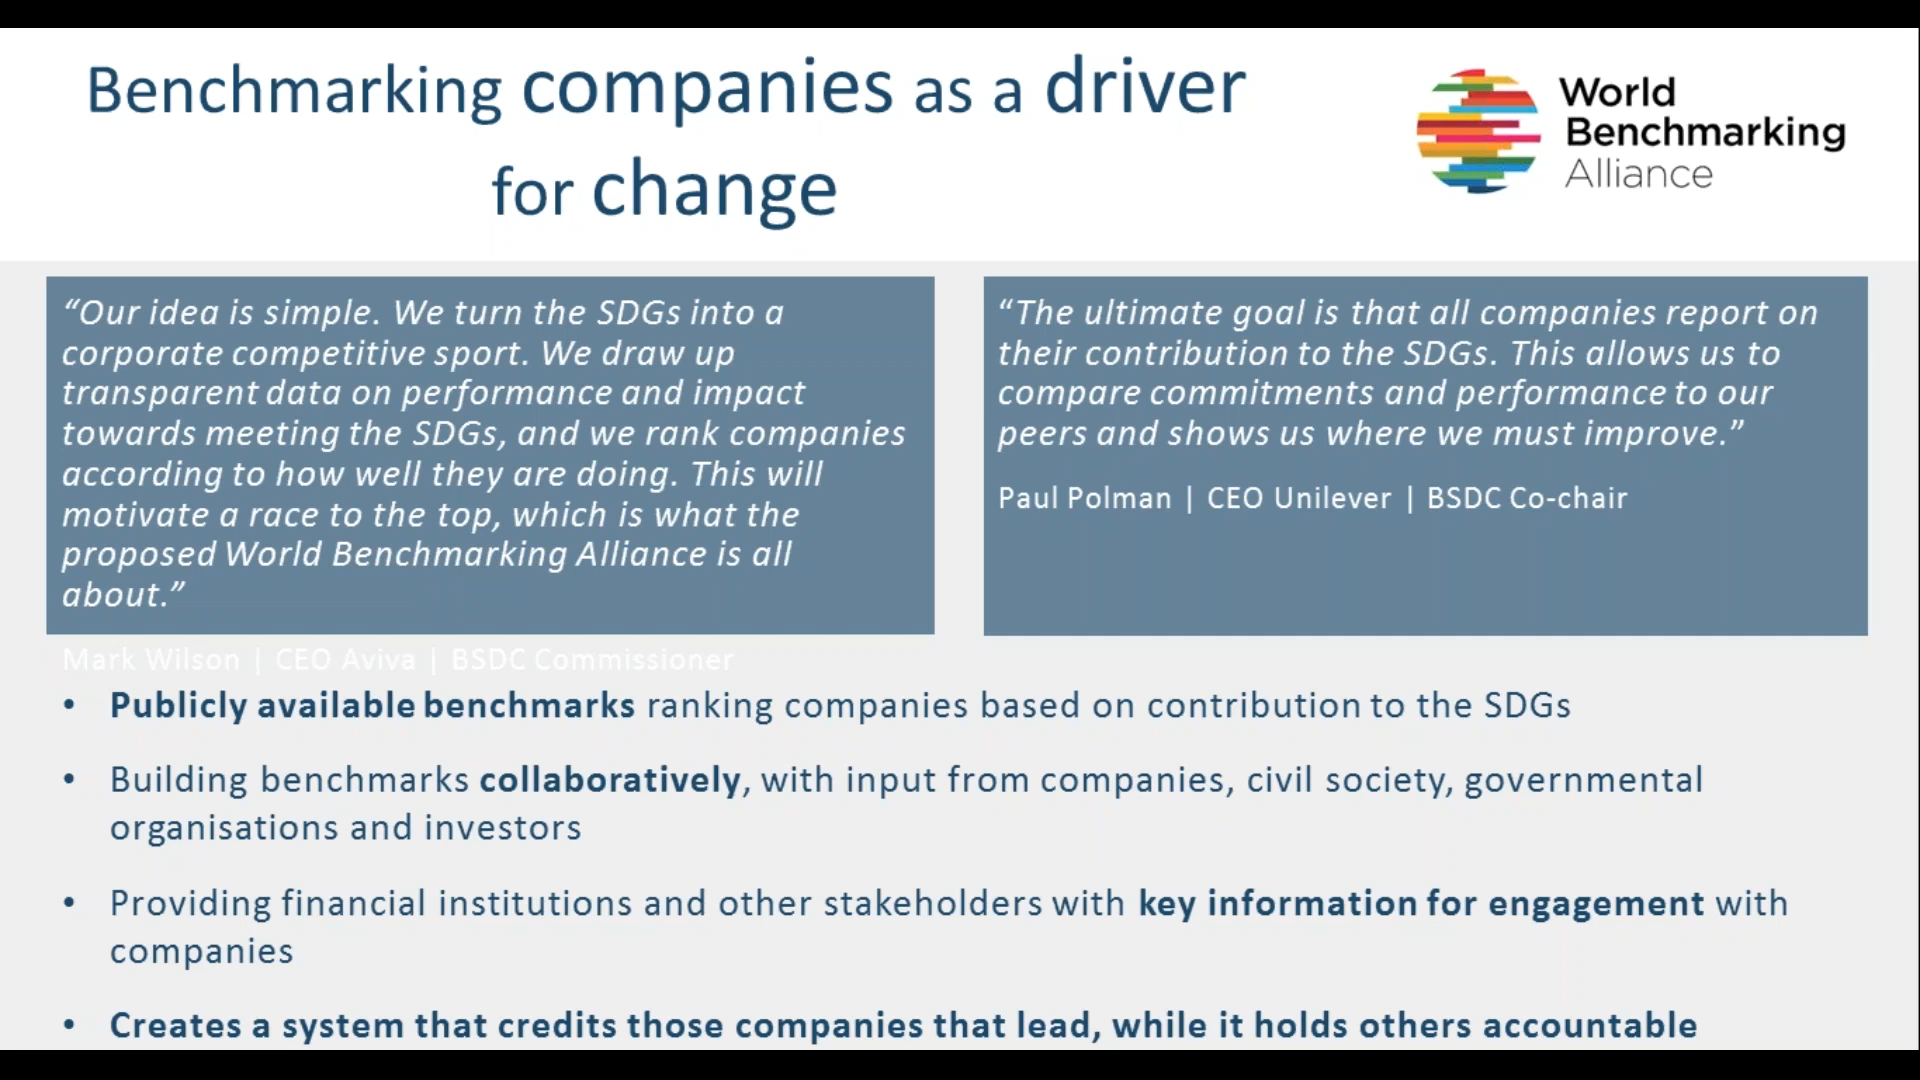 Benchmarking companies as a driver
for change
World
Benchmarking
Alliance
“Our idea is simple. We turn the SDGs into a
corporate competitive sport. We draw up
transparent data on performance and impact
towards meeting the SDGs, and we rank companies
according to how well they are doing. This will
motivate a race to the top, which is what the
proposed World Benchmarking Alliance is all
about.”
Mark Wilson | CEO Aviva | BSDC Commissioner
“The ultimate goal is that all companies report on
their contribution to the SDGs. This allows us to
compare commitments and performance to our
peers and shows us where we must improve.”
Paul Polman | CEO Unilever | BSDC Co-chair
• Publicly available benchmarks ranking companies based on contribution to the SDGs
• Building benchmarks collaboratively, with input from companies, civil society, governmental
organisations and investors
• Providing financial institutions and other stakeholders with key information for engagement with
companies
• Creates a system that credits those companies that lead, while it holds others accountable